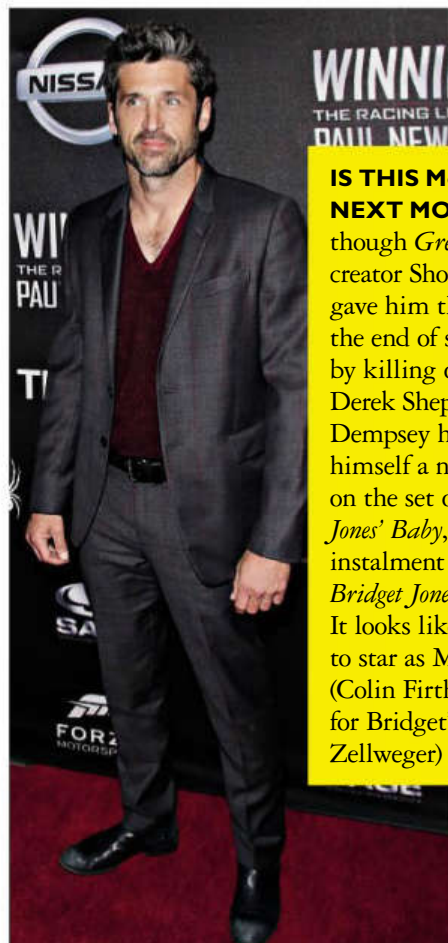 NISSA
WINNI
THE RACING L
PAUL NEW
WI
THE R
PAU
T
SA
FORZ
MOTORSP
IS THIS M
NEXT MO
though Gre
creator Sho
gave him th
the end of s
by killing o
Derek Shep
Dempsey h
himself a n
on the set o
Jones' Baby,
instalment
Bridget Jone
It looks lik
to star as M
(Colin Firth
for Bridget
Zellweger)